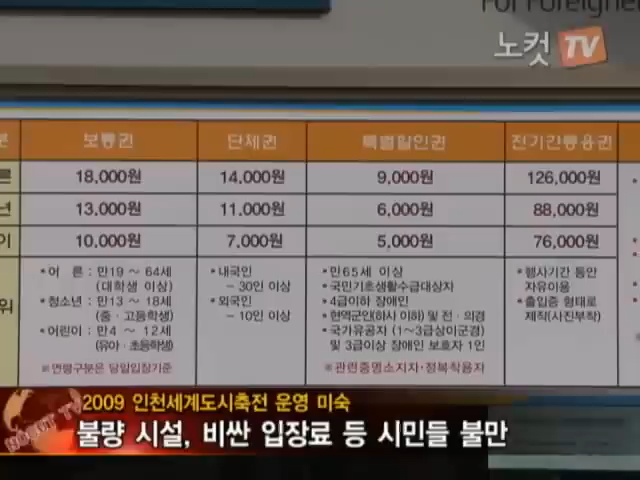 For Foreigne
노컷 TV
분 보통권 단체권 특별할인권 전기간통용권
른 18,000원 14,000원 9,000원 126,000원
년 13,000원 11,000원 6,000원 88,000원
이 10,000원 7,000원 5,000원 76,000원
위
• 어 른 : 만19 ~ 64세
(대학생 이상)
• 청소년 : 만13 ~ 18세
(중 · 고등학생)
• 어린이 : 만4 ~ 12세
(유아 · 초등학생)
※연령구분은 당일입장기준
• 내국인
- 30인 이상
• 외국인
- 10인 이상
• 만65세 이상
• 국민기초생활수급대상자
• 4급이하 장애인
• 현역군인(하사 이하) 및 전 · 의경
• 국가유공자 (1~3급상이군경)
및 3급이상 장애인 보호자 1인
※관련증명소지자·정복착용자
• 행사기간 동안
자유이용
• 출입증 형태로
제작(사진부착)
NOCUT TV
2009 인천세계도시축전 운영 미숙
불량 시설, 비싼 입장료 등 시민들 불만